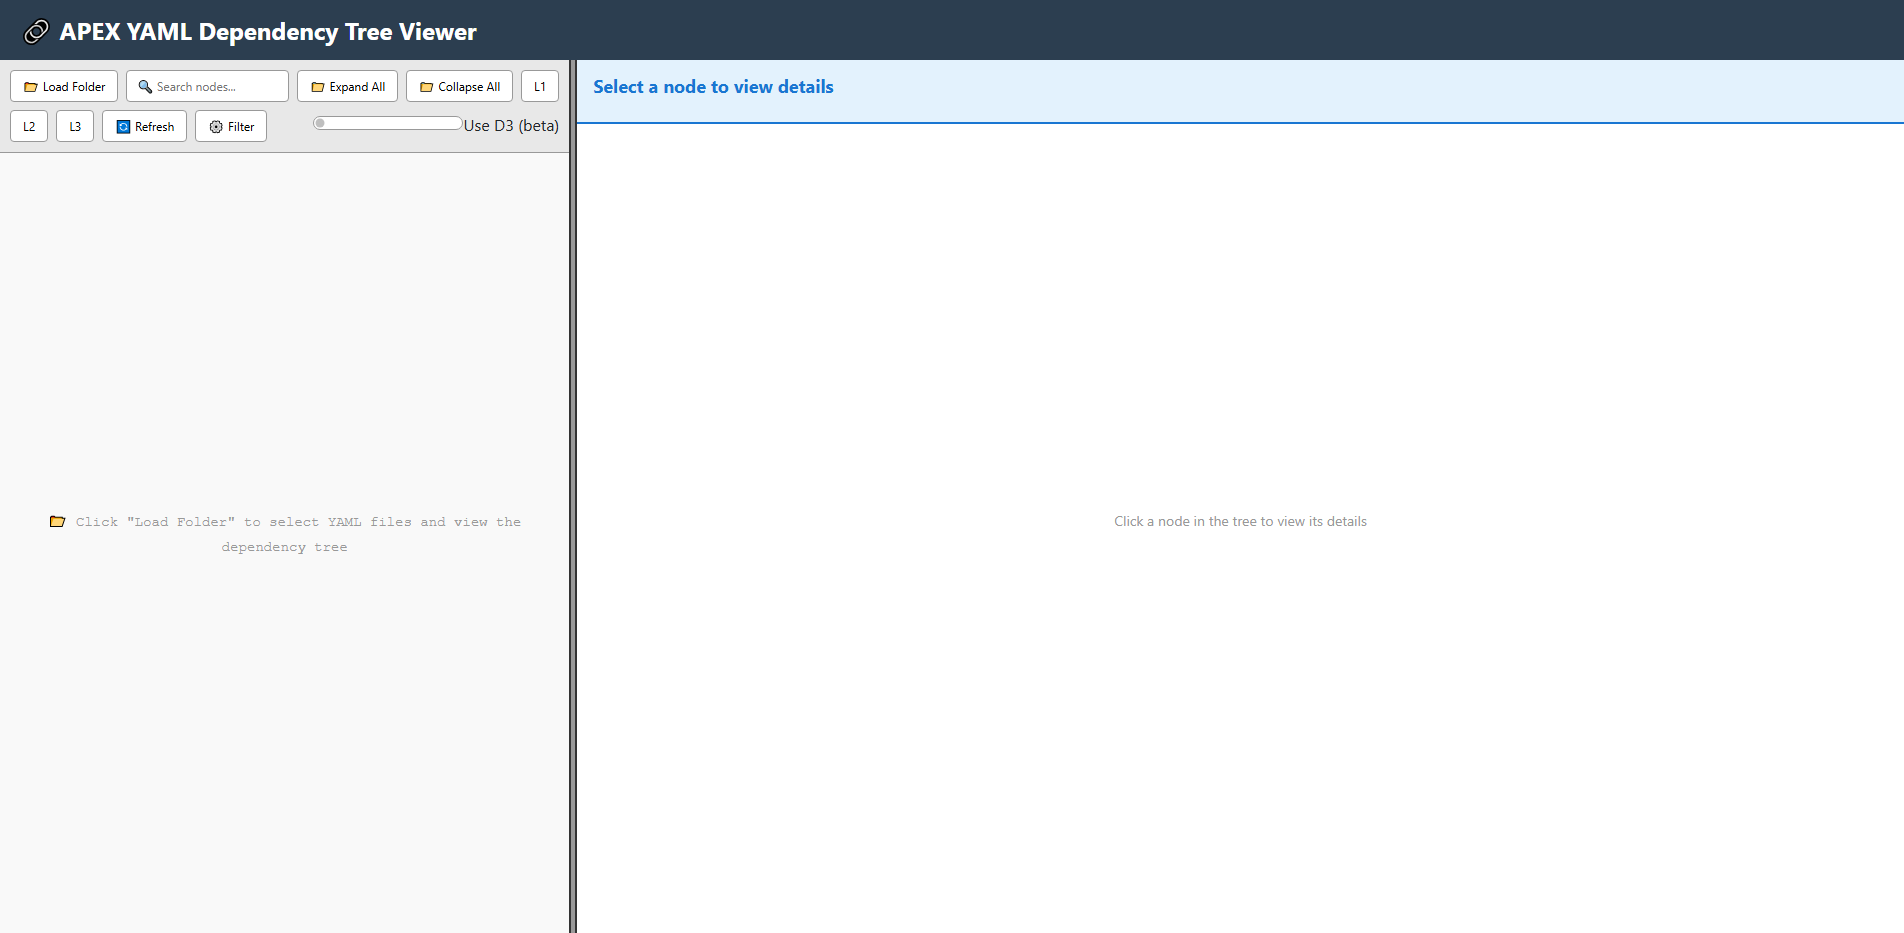 APEX YAML Dependency Tree Viewer
Load Folder
Search nodes...
Expand All
Collapse All
L1
L2
L3
Refresh
Filter
Use D3 (beta)
Click "Load Folder" to select YAML files and view the
dependency tree
Select a node to view details
Click a node in the tree to view its details